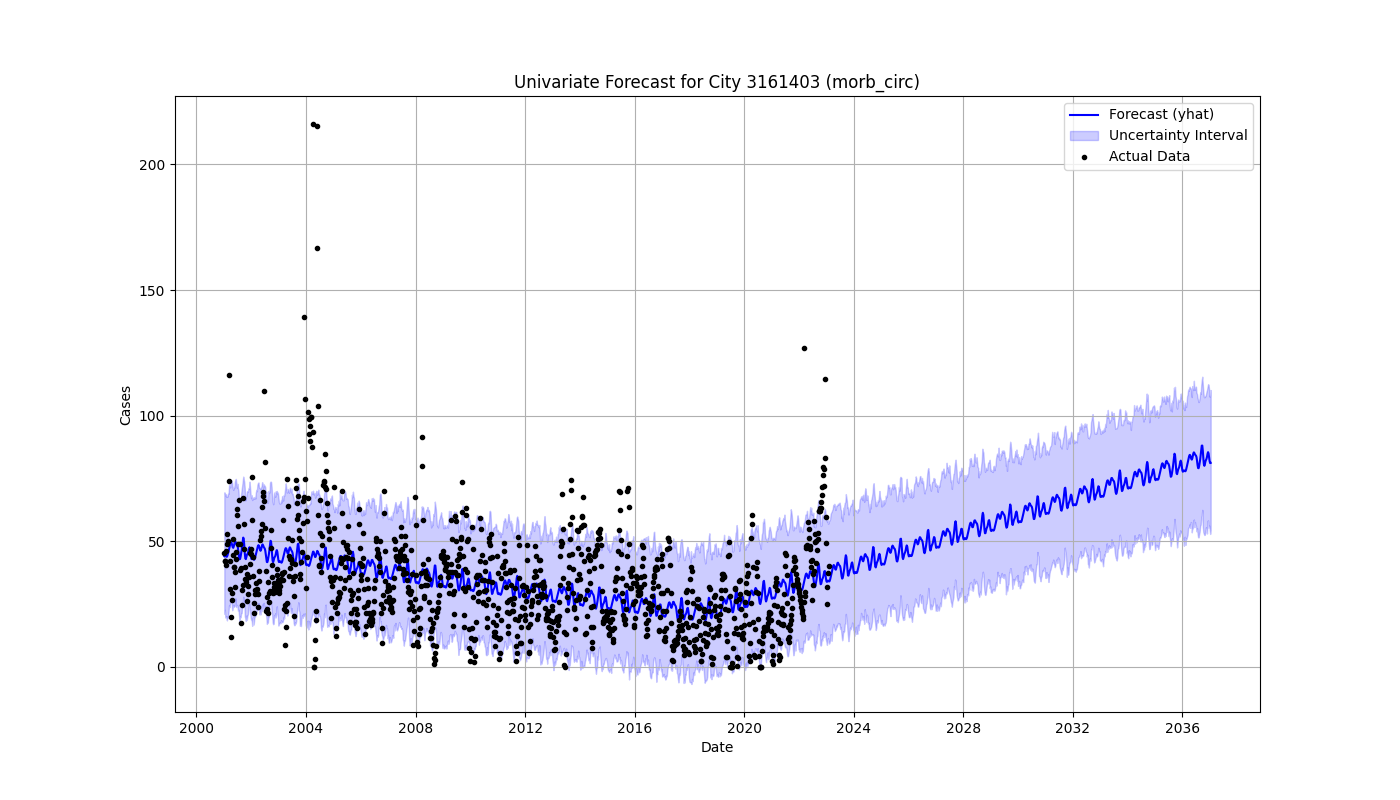 Univariate Forecast for City 3161403 (morb_circ)
Forecast (yhat)
Uncertainty Interval
Actual Data
Cases
200
150
100
50
0
2000
2004
2008
2012
2016
2020
2024
2028
2032
2036
Date